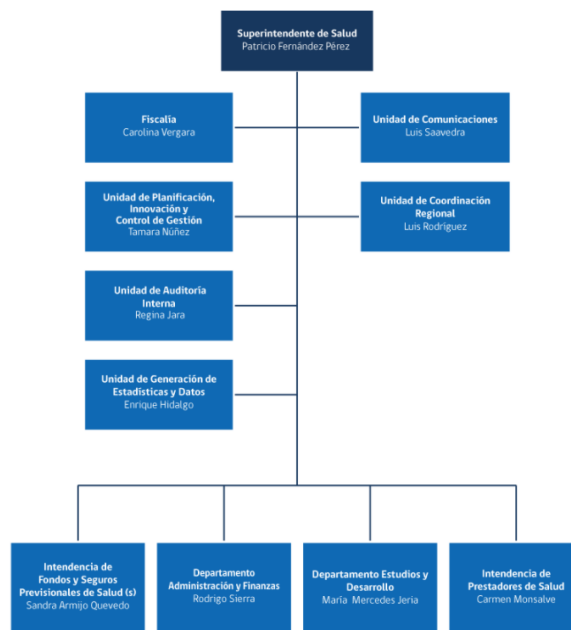 Superintendente de Salud
Patricio Fernández Pérez
Fiscalía
Carolina Vergara
Unidad de Comunicaciones
Luis Saavedra
Unidad de Planificación,
Innovación y
Control de Gestión
Tamara Núñez
Unidad de Coordinación
Regional
Luis Rodríguez
Unidad de Auditoría
Interna
Regina Jara
Unidad de Generación de
Estadísticas y Datos
Enrique Hidalgo
Intendencia de
Fondos y Seguros
Previsionales de Salud (s)
Sandra Armijo Quevedo
Departamento
Administración y Finanzas
Rodrigo Sierra
Departamento Estudios y
Desarrollo
María Mercedes Jeria
Intendencia de
Prestadores de Salud
Carmen Monsalve